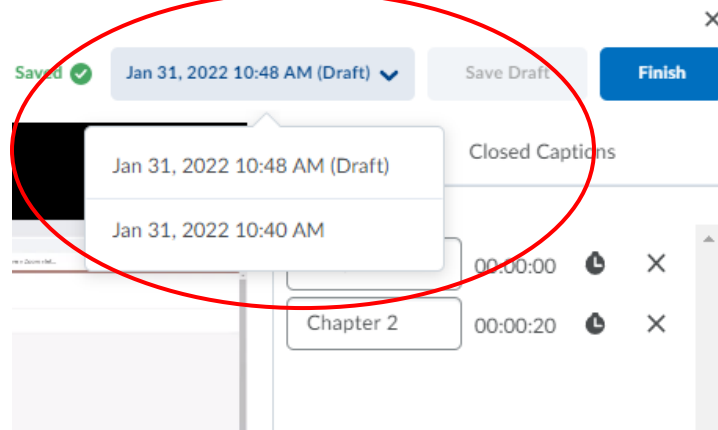 Saved Jan 31, 2022 10:48 AM (Draft) Save Draft Finish
Jan 31, 2022 10:48 AM (Draft)
Closed Captions
Jan 31, 2022 10:40 AM
00:00:00
Chapter 2 00:00:20